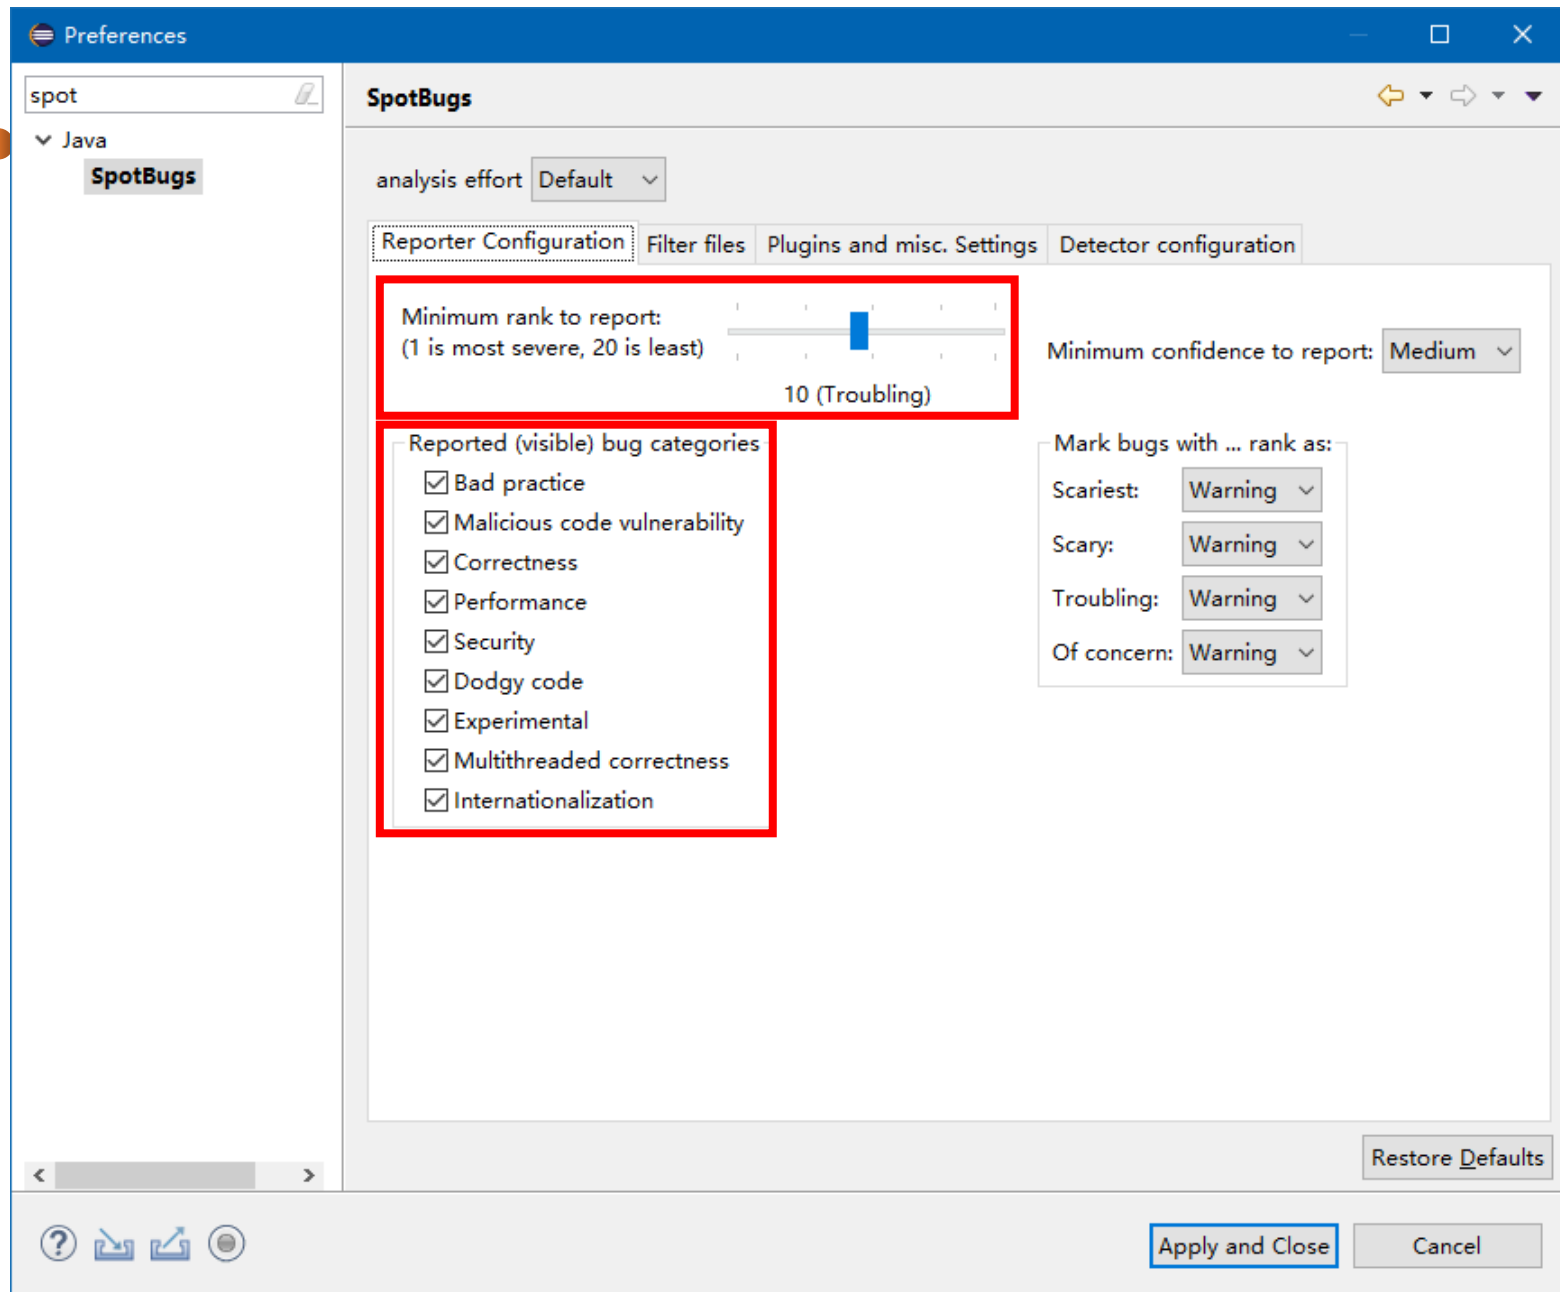 Preferences
spot
Java
SpotBugs
SpotBugs
analysis effort Default
Reporter Configuration Filter files Plugins and misc. Settings Detector configuration
Minimum rank to report:
(1 is most severe, 20 is least)
10 (Troubling)
Minimum confidence to report: Medium
Reported (visible) bug categories
Bad practice
Malicious code vulnerability
Correctness
Performance
Security
Dodgy code
Experimental
Multithreaded correctness
Internationalization
Mark bugs with ... rank as:
Scariest: Warning
Scary: Warning
Troubling: Warning
Of concern: Warning
Restore Defaults
Apply and Close Cancel